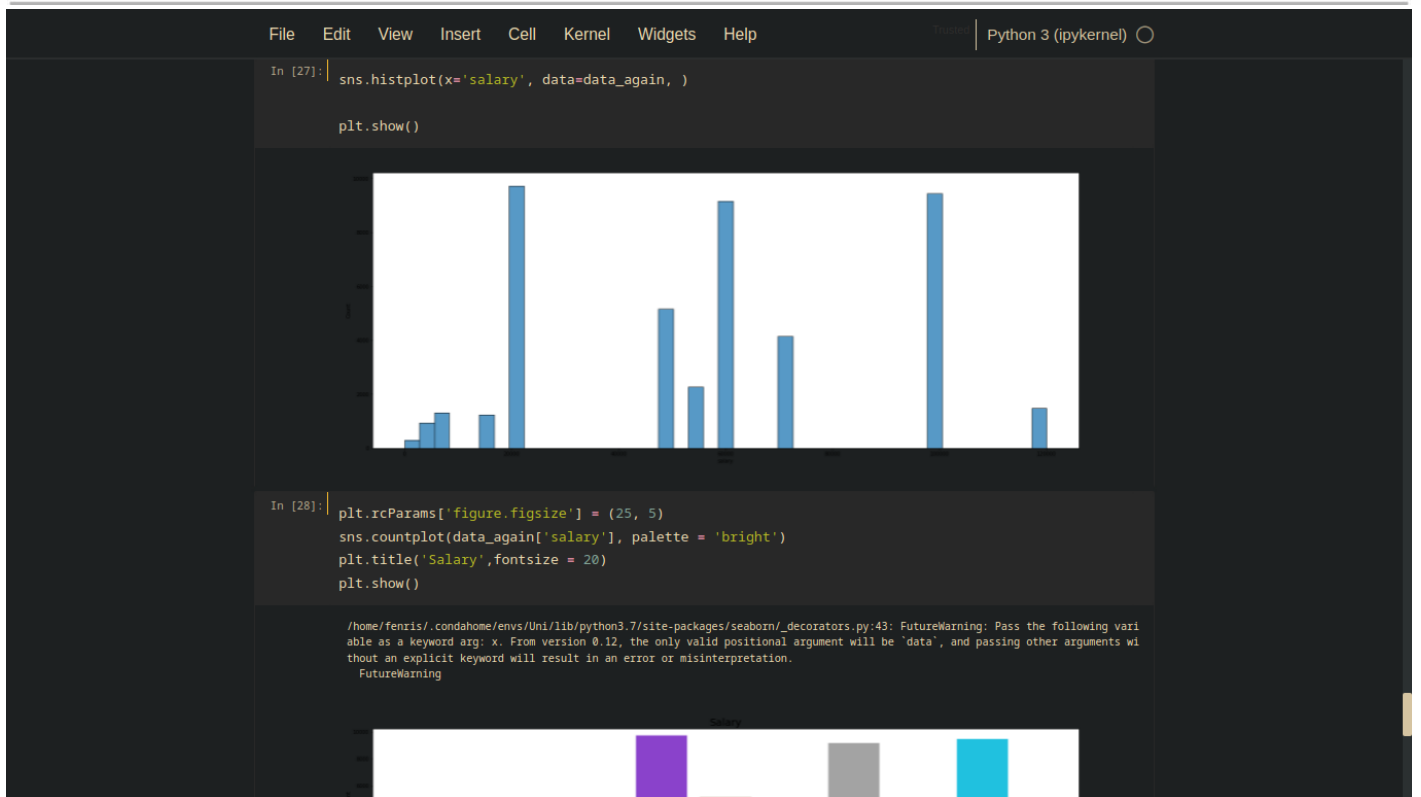 File Edit View Insert Cell Kernel Widgets Help Trusted Python 3 (ipykernel)
In [27]:
sns.histplot(x='salary', data=data_again, )
plt.show()
In [28]:
plt.rcParams['figure.figsize'] = (25, 5)
sns.countplot(data_again['salary'], palette = 'bright')
plt.title('Salary',fontsize = 20)
plt.show()
/home/fenris/.condahome/envs/Uni/lib/python3.7/site-packages/seaborn/_decorators.py:43: FutureWarning: Pass the following vari
able as a keyword arg: x. From version 0.12, the only valid positional argument will be `data`, and passing other arguments wi
thout an explicit keyword will result in an error or misinterpretation.
FutureWarning
Salary